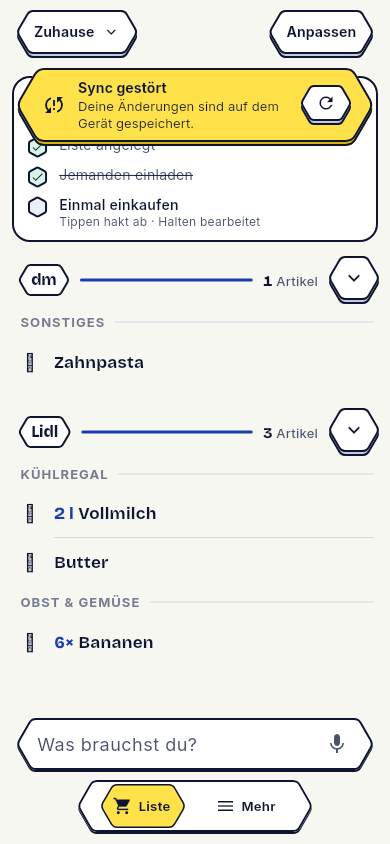 Zuhause
Anpassen
Sync gestört
Deine Änderungen sind auf dem
Gerät gespeichert.
Liste angelegt
Jemanden einladen
Einmal einkaufen
Tippen hakt ab · Halten bearbeitet
dm
1 Artikel
SONSTIGES
Zahnpasta
Lidl
3 Artikel
KÜHLREGAL
2 l Vollmilch
Butter
OBST & GEMÜSE
6× Bananen
Was brauchst du?
Liste
Mehr